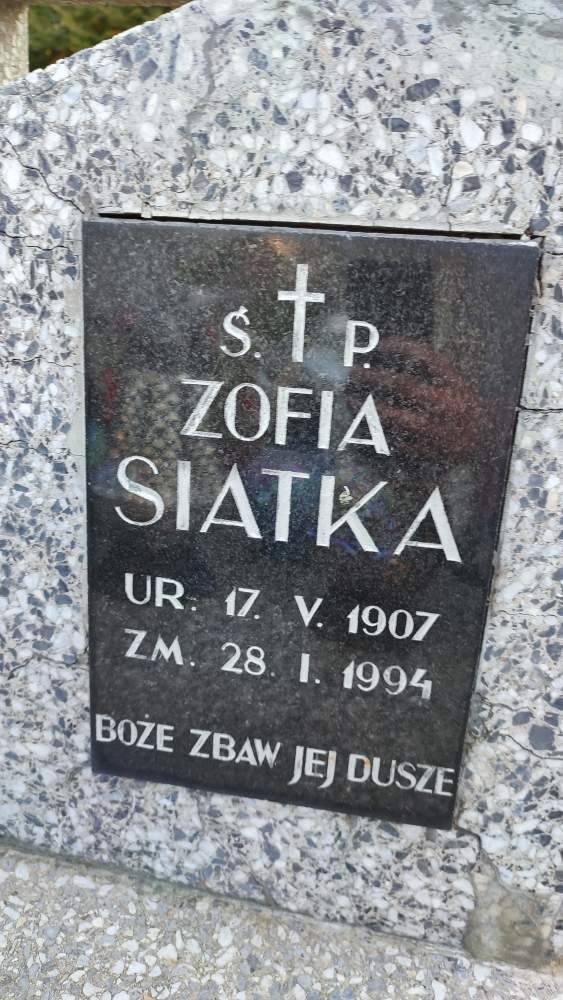 Ś. P.
ZOFIA
SIATKA
UR. 17. V. 1907
ZM. 28. I. 1994
BOŻE ZBAW JEJ DUSZE